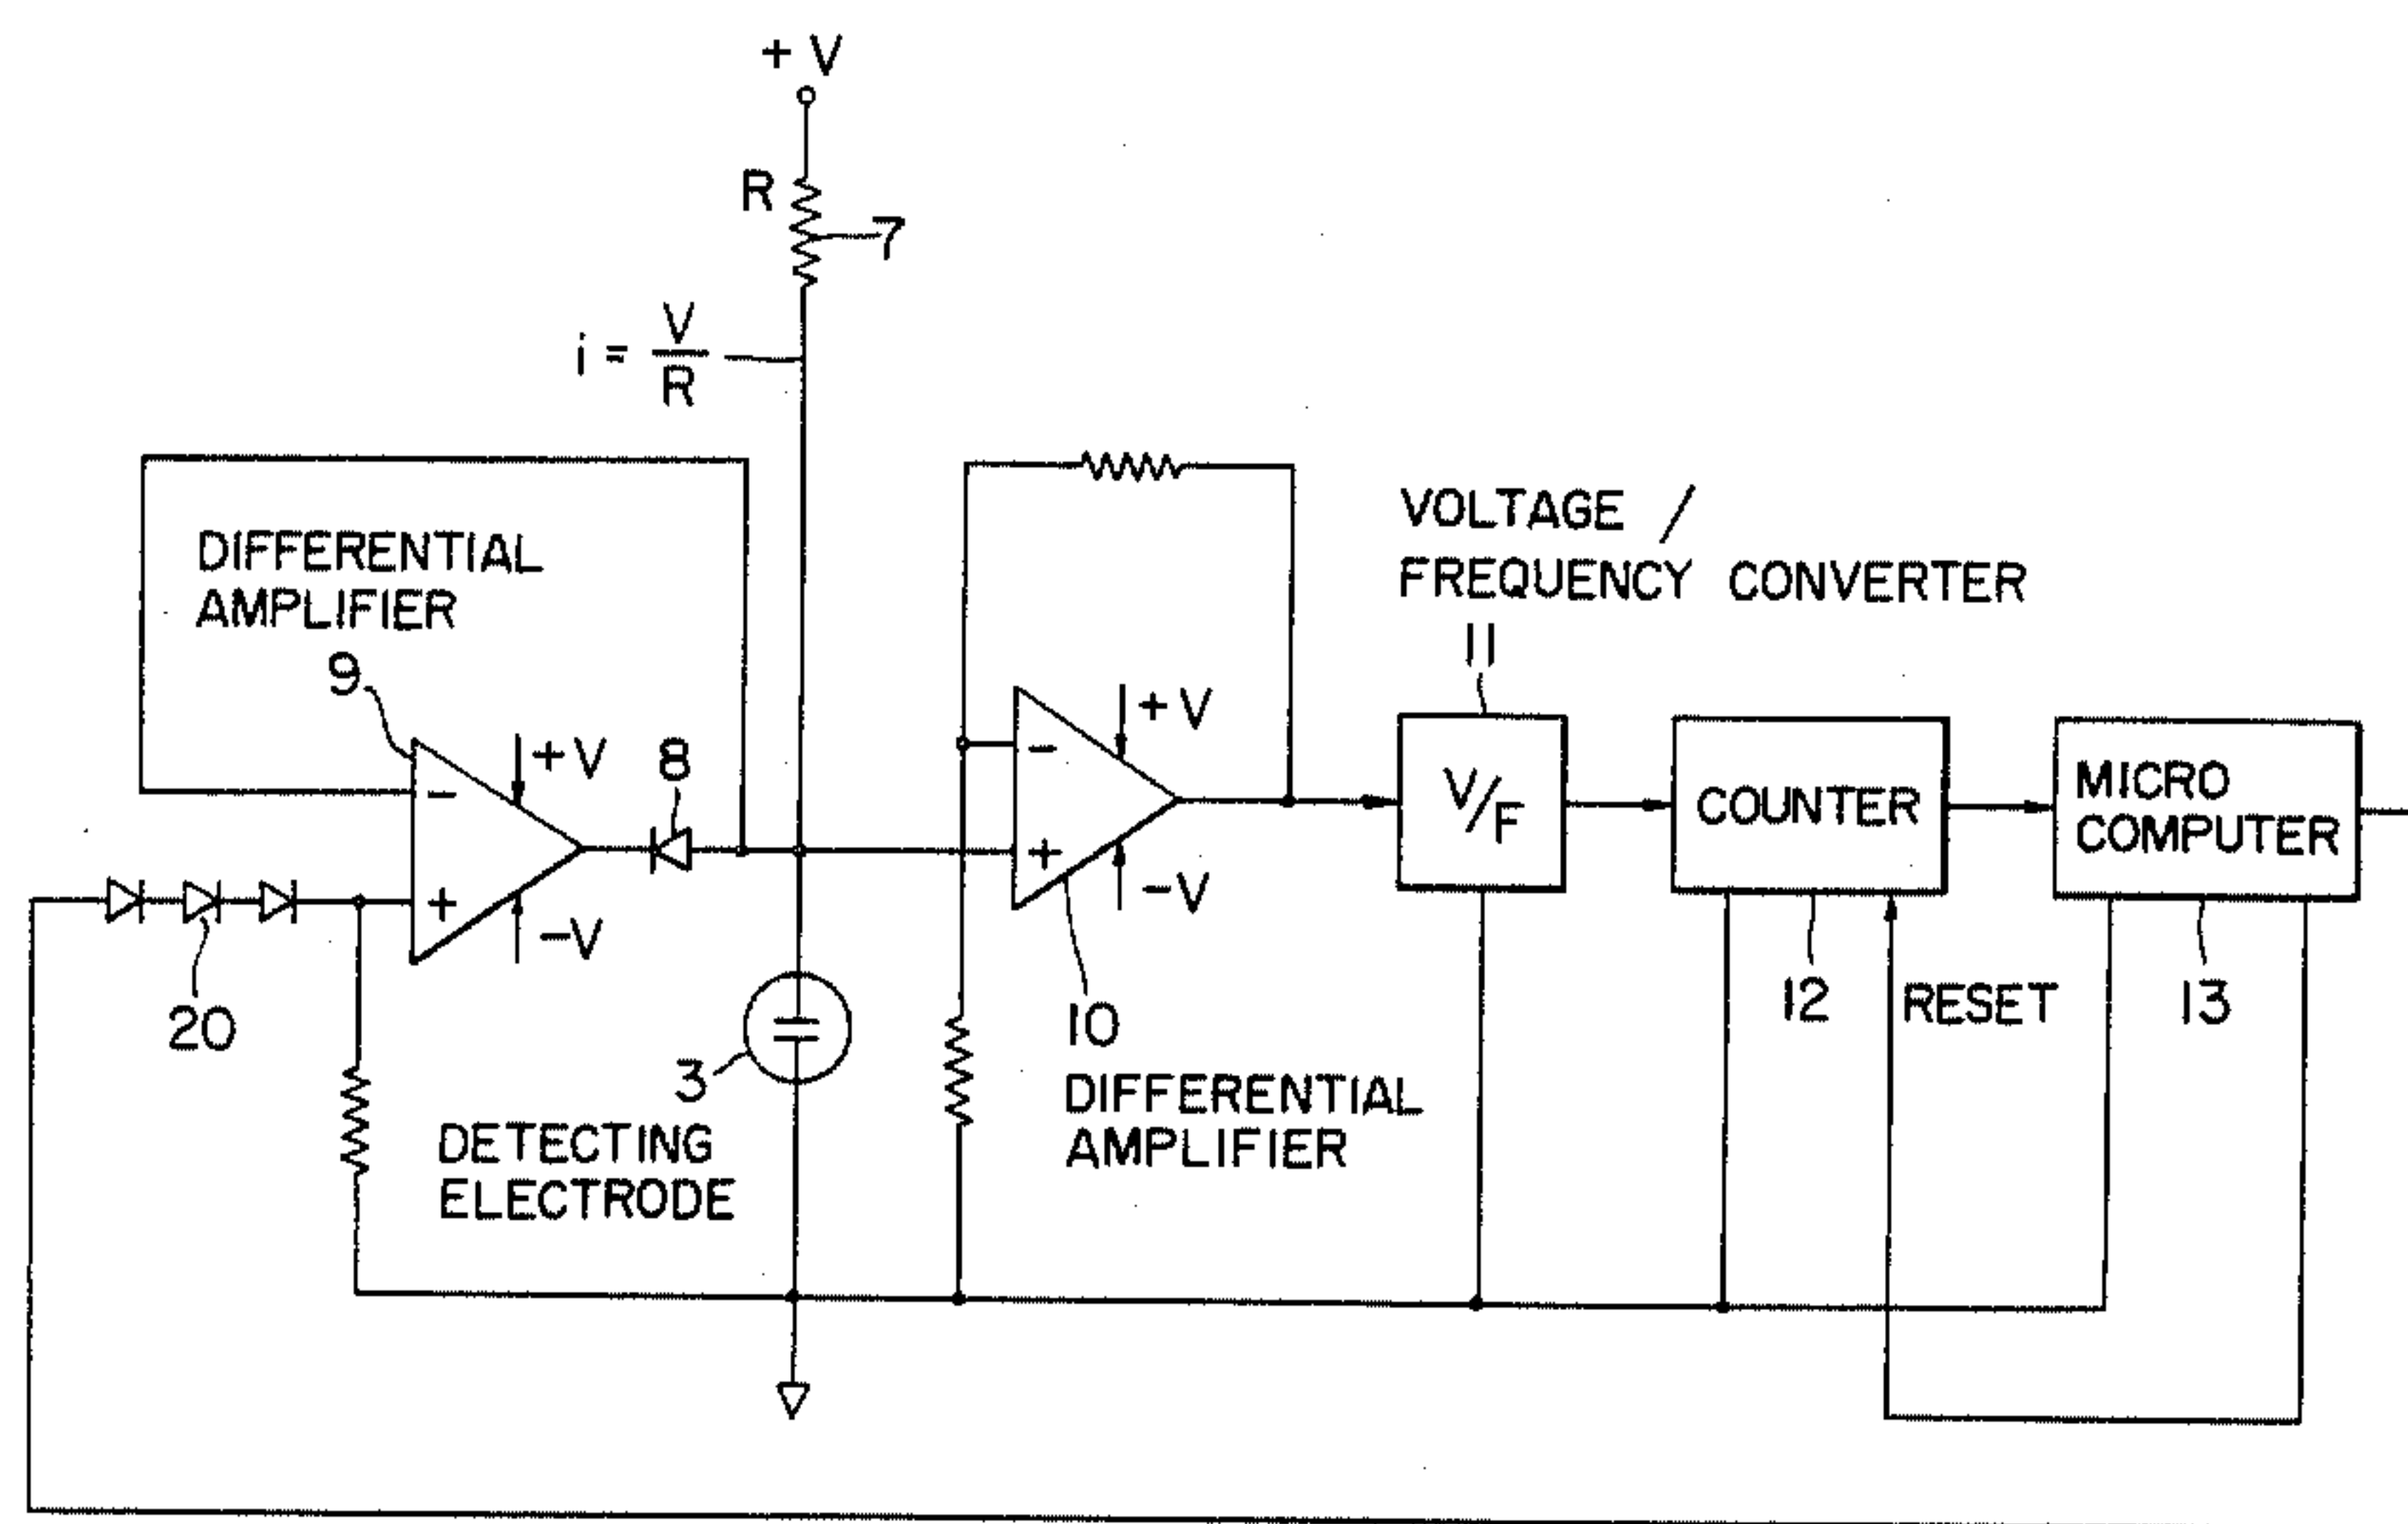 + V
R
7
i = V/R
DIFFERENTIAL
AMPLIFIER
9
- +V
+ -V
8
20
3
DETECTING
ELECTRODE
- +V
+ -V
10
DIFFERENTIAL
AMPLIFIER
VOLTAGE /
FREQUENCY CONVERTER
11
V/F
COUNTER
12
RESET
MICRO
COMPUTER
13